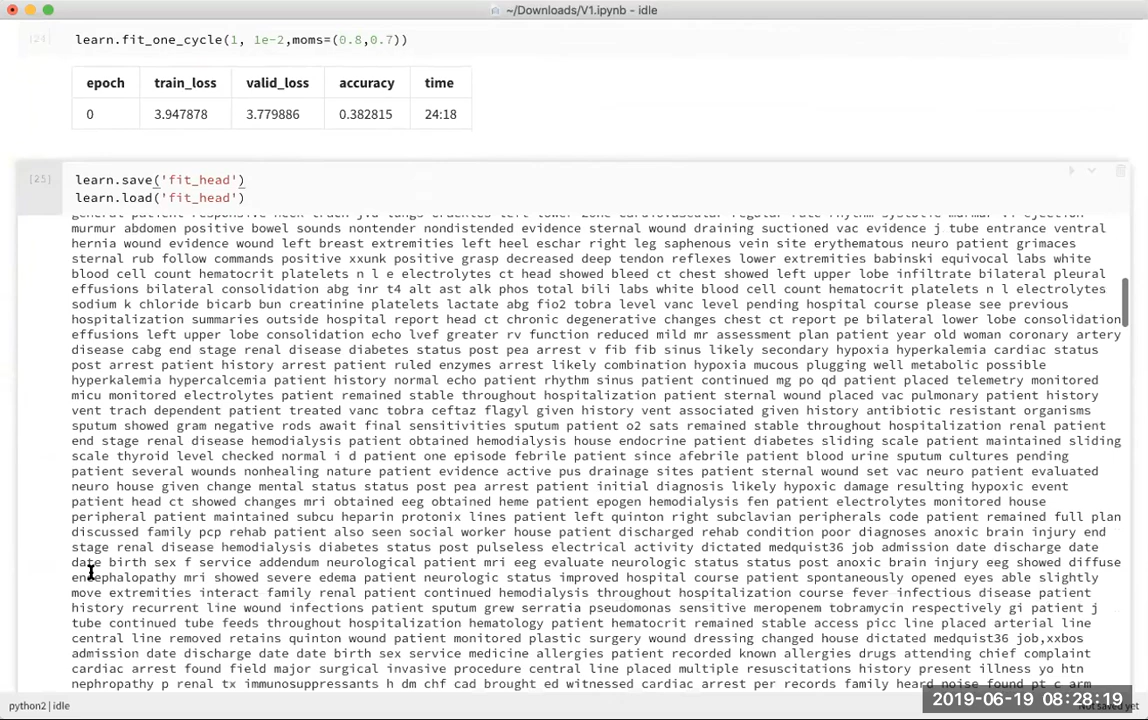 ~/Downloads/V1.ipynb - idle
[24]
learn.fit_one_cycle(1, 1e-2,moms=(0.8,0.7))
epoch train_loss valid_loss accuracy time
0 3.947878 3.779886 0.382815 24:18
[25]
learn.save('fit_head')
learn.load('fit_head')
general patient responsive neck trach jvd lungs crackles left lower zone cardiovascular regular rate rhythm systolic murmur vi ejection
murmur abdomen positive bowel sounds nontender nondistended evidence sternal wound draining suctioned vac evidence j tube entrance ventral
hernia wound evidence wound left breast extremities left heel eschar right leg saphenous vein site erythematous neuro patient grimaces
sternal rub follow commands positive xxunk positive grasp decreased deep tendon reflexes lower extremities babinski equivocal labs white
blood cell count hematocrit platelets n l e electrolytes ct head showed bleed ct chest showed left upper lobe infiltrate bilateral pleural
effusions bilateral consolidation abg inr t4 alt ast alk phos total bili labs white blood cell count hematocrit platelets n l electrolytes
sodium k chloride bicarb bun creatinine platelets lactate abg fio2 tobra level vanc level pending hospital course please see previous
hospitalization summaries outside hospital report head ct chronic degenerative changes chest ct report pe bilateral lower lobe consolidation
effusions left upper lobe consolidation echo lvef greater rv function reduced mild mr assessment plan patient year old woman coronary artery
disease cabg end stage renal disease diabetes status post pea arrest v fib fib sinus likely secondary hypoxia hyperkalemia cardiac status
post arrest patient history arrest patient ruled enzymes arrest likely combination hypoxia mucous plugging well metabolic possible
hyperkalemia hypercalcemia patient history normal echo patient rhythm sinus patient continued mg po qd patient placed telemetry monitored
micu monitored electrolytes patient remained stable throughout hospitalization patient sternal wound placed vac pulmonary patient history
vent trach dependent patient treated vanc tobra ceftaz flagyl given history vent associated given history antibiotic resistant organisms
sputum showed gram negative rods await final sensitivities sputum patient o2 sats remained stable throughout hospitalization renal patient
end stage renal disease hemodialysis patient obtained hemodialysis house endocrine patient diabetes sliding scale patient maintained sliding
scale thyroid level checked normal i d patient one episode febrile patient since afebrile patient blood urine sputum cultures pending
patient several wounds nonhealing nature patient evidence active pus drainage sites patient sternal wound set vac neuro patient evaluated
neuro house given change mental status status post pea arrest patient initial diagnosis likely hypoxic damage resulting hypoxic event
patient head ct showed changes mri obtained eeg obtained heme patient epogen hemodialysis fen patient electrolytes monitored house
peripheral patient maintained subcu heparin protonix lines patient left quinton right subclavian peripherals code patient remained full plan
discussed family pcp rehab patient also seen social worker house patient discharged rehab condition poor diagnoses anoxic brain injury end
stage renal disease hemodialysis diabetes status post pulseless electrical activity dictated medquist36 job admission date discharge date
date birth sex f service addendum neurological patient mri eeg evaluate neurologic status status post anoxic brain injury eeg showed diffuse
encephalopathy mri showed severe edema patient neurologic status improved hospital course patient spontaneously opened eyes able slightly
move extremities interact family renal patient continued hemodialysis throughout hospitalization course fever infectious disease patient
history recurrent line wound infections patient sputum grew serratia pseudomonas sensitive meropenem tobramycin respectively gi patient j
tube continued tube feeds throughout hospitalization hematology patient hematocrit remained stable access picc line placed arterial line
central line removed retains quinton wound patient monitored plastic surgery wound dressing changed house dictated medquist36 job,xxbos
admission date discharge date date birth sex service medicine allergies patient recorded known allergies drugs attending chief complaint
cardiac arrest found field major surgical invasive procedure central line placed multiple resuscitations history present illness yo htn
nephropathy p renal tx immunosuppressants h dm chf cad brought ed witnessed cardiac arrest per records family heard noise found pt c arm
python2 | idle
2019-06-19 08:28:19
Not saved yet